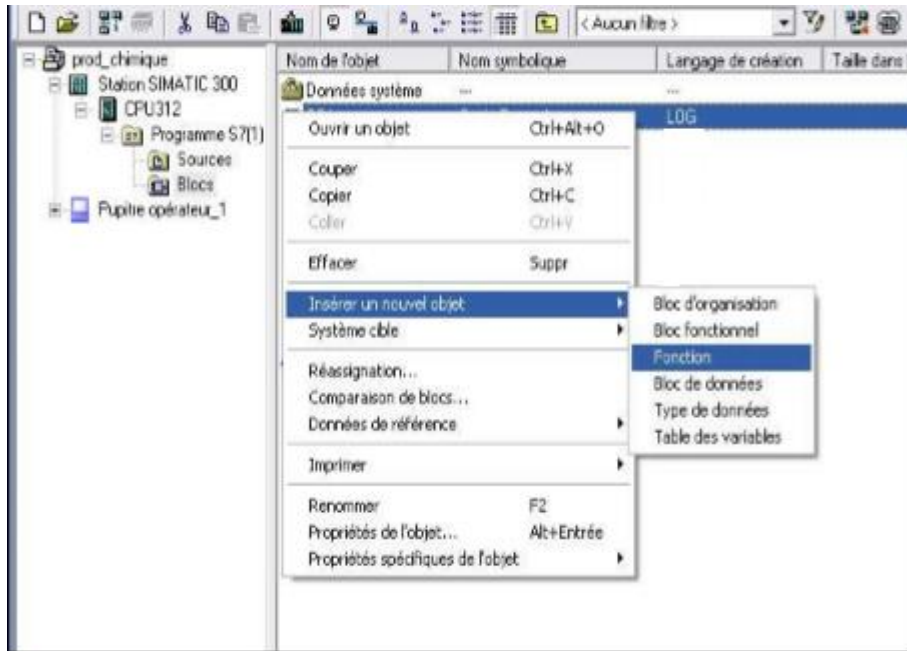 < Aucun filtre >
prod_chimique
Station SIMATIC 300
CPU312
Programme S7(1)
Sources
Blocs
Pupitre opérateur_1
Nom de l'objet Nom symbolique Langage de création Taille dans
Données système --- ---
LOG
Ouvrir un objet Ctrl+Alt+O
Couper Ctrl+X
Copier Ctrl+C
Coller Ctrl+V
Effacer Suppr
Insérer un nouvel objet
Système cible
Réassignation...
Comparaison de blocs...
Données de référence
Imprimer
Renommer F2
Propriétés de l'objet... Alt+Entrée
Propriétés spécifiques de l'objet
Bloc d'organisation
Bloc fonctionnel
Fonction
Bloc de données
Type de données
Table des variables